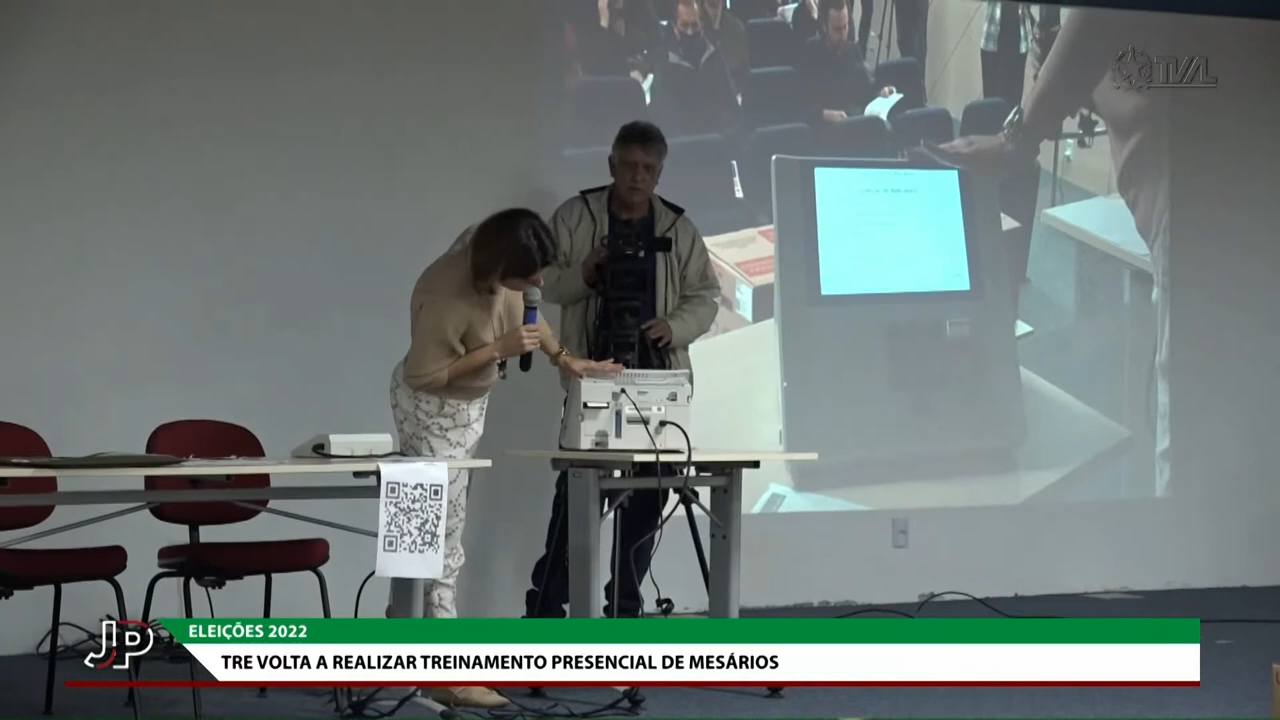 TVAL
JP
ELEIÇÕES 2022
TRE VOLTA A REALIZAR TREINAMENTO PRESENCIAL DE MESÁRIOS